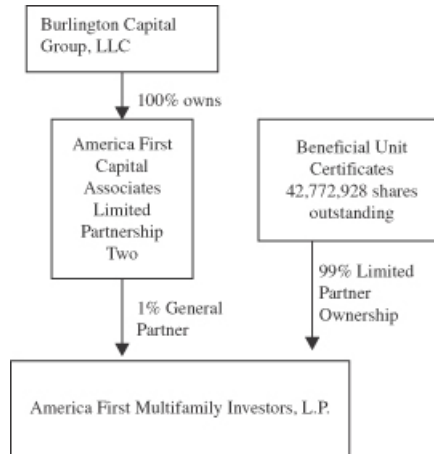 Burlington Capital
Group, LLC
100% owns
America First
Capital
Associates
Limited
Partnership
Two
Beneficial Unit
Certificates
42,772,928 shares
outstanding
1% General
Partner
99% Limited
Partner
Ownership
America First Multifamily Investors, L.P.